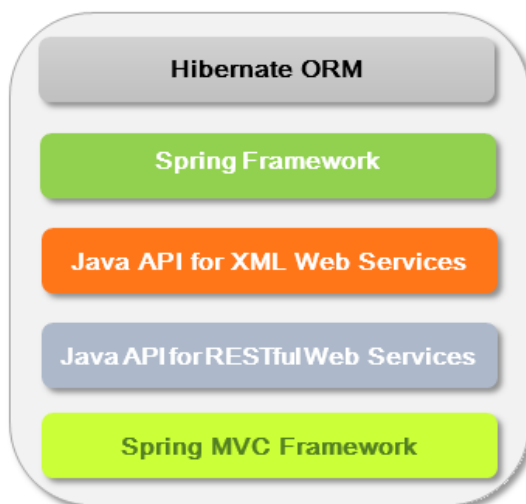 Hibernate ORM
Spring Framework
Java API for XML Web Services
Java API for RESTful Web Services
Spring MVC Framework